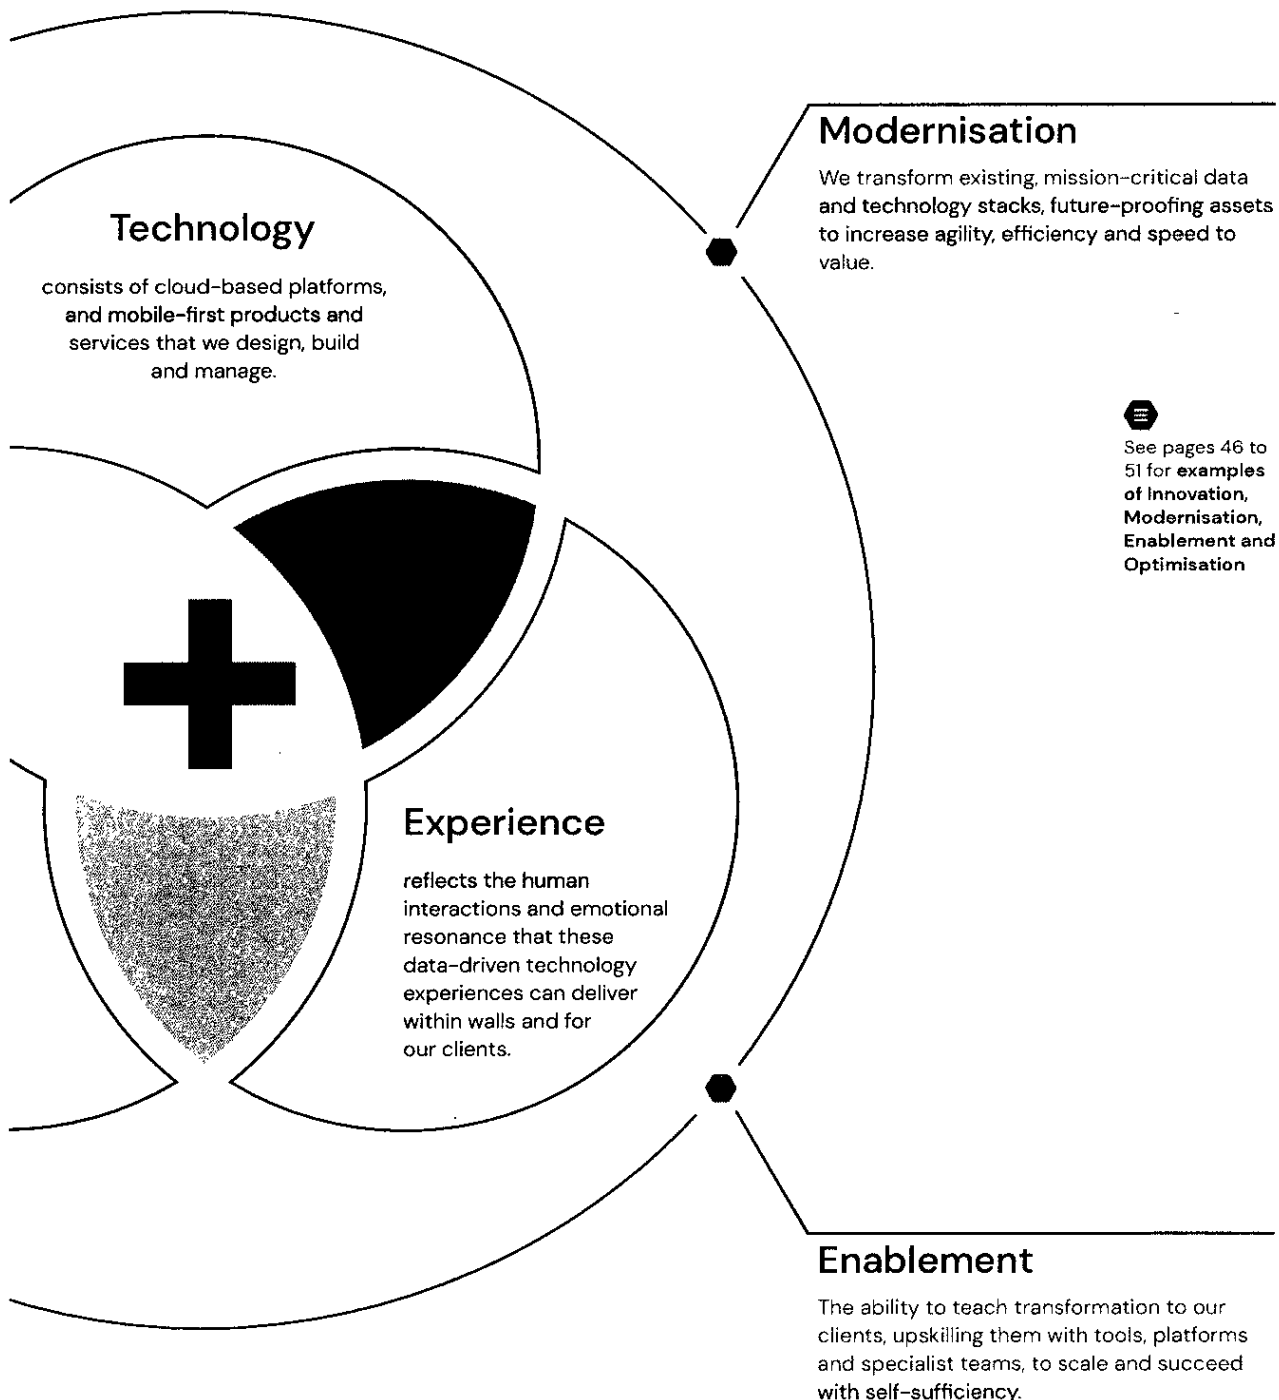 Modernisation
We transform existing, mission-critical data
and technology stacks, future-proofing assets
to increase agility, efficiency and speed to
value.
Technology
consists of cloud-based platforms,
and mobile-first products and
services that we design, build
and manage.
See pages 46 to
51 for examples
of Innovation,
Modernisation,
Enablement and
Optimisation
Experience
reflects the human
interactions and emotional
resonance that these
data-driven technology
experiences can deliver
within walls and for
our clients.
Enablement
The ability to teach transformation to our
clients, upskilling them with tools, platforms
and specialist teams, to scale and succeed
with self-sufficiency.